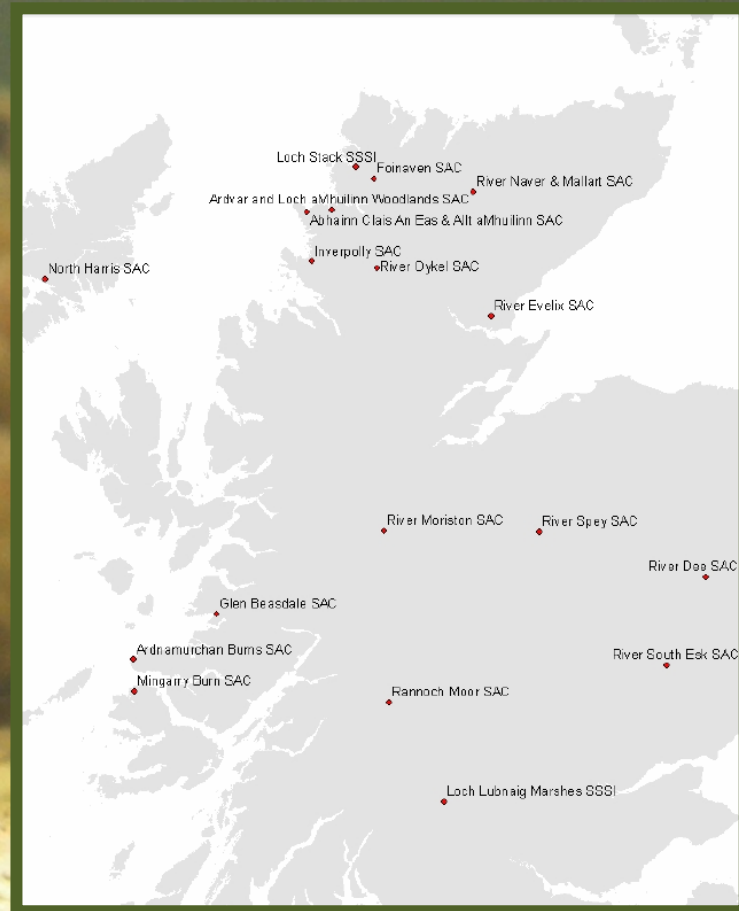 Loch Stack SSSI
Foinaven SAC
River Naver & Mallart SAC
Ardvar and Loch aMhuilinn Woodlands SAC
Abhainn Clais An Eas & Allt aMhuilinn SAC
Inverpolly SAC
River Dykel SAC
North Harris SAC
River Evelix SAC
River Moriston SAC
River Spey SAC
River Dee SAC
Glen Beasdale SAC
Ardnamurchan Burns SAC
River South Esk SAC
Mingarry Burn SAC
Rannoch Moor SAC
Loch Lubnaig Marshes SSSI